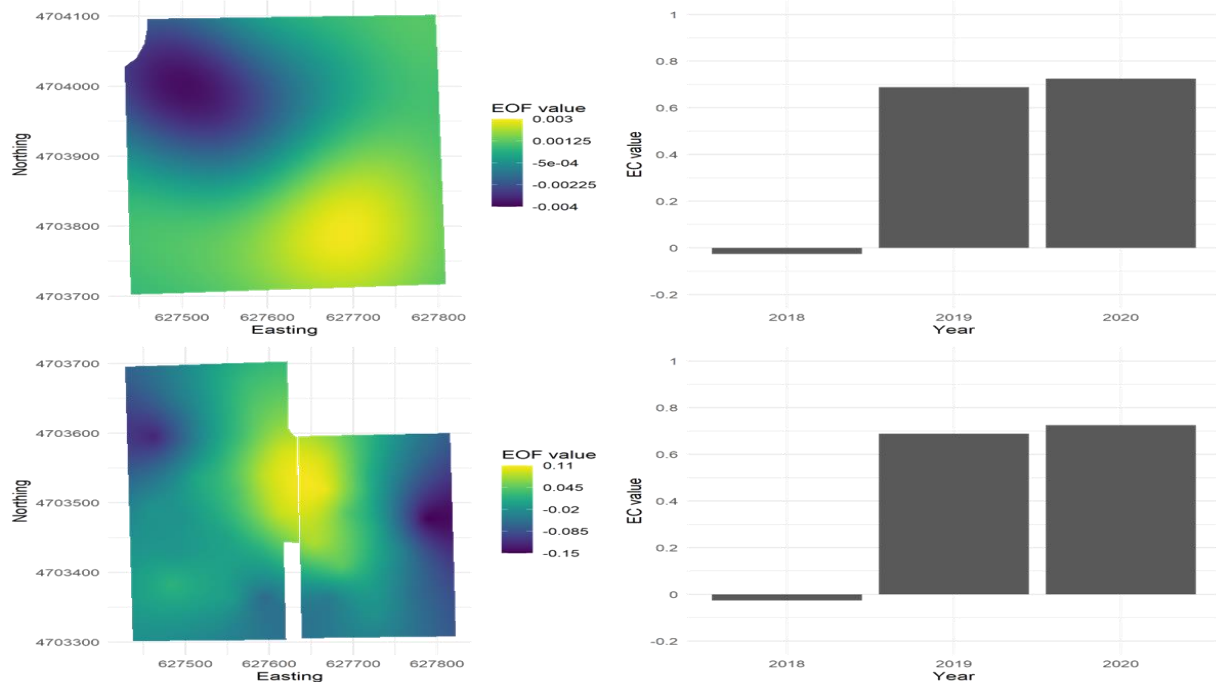 4704100
4704000
4703900
4703800
4703700
Northing
627500 627600 627700 627800
Easting
EOF value
0.003
0.00125
-5e-04
-0.00225
-0.004
1
0.8
0.6
0.4
0.2
0
-0.2
EC value
2018 2019 2020
Year
4703700
4703600
4703500
4703400
4703300
Northing
627500 627600 627700 627800
Easting
EOF value
0.11
0.045
-0.02
-0.085
-0.15
1
0.8
0.6
0.4
0.2
0
-0.2
EC value
2018 2019 2020
Year